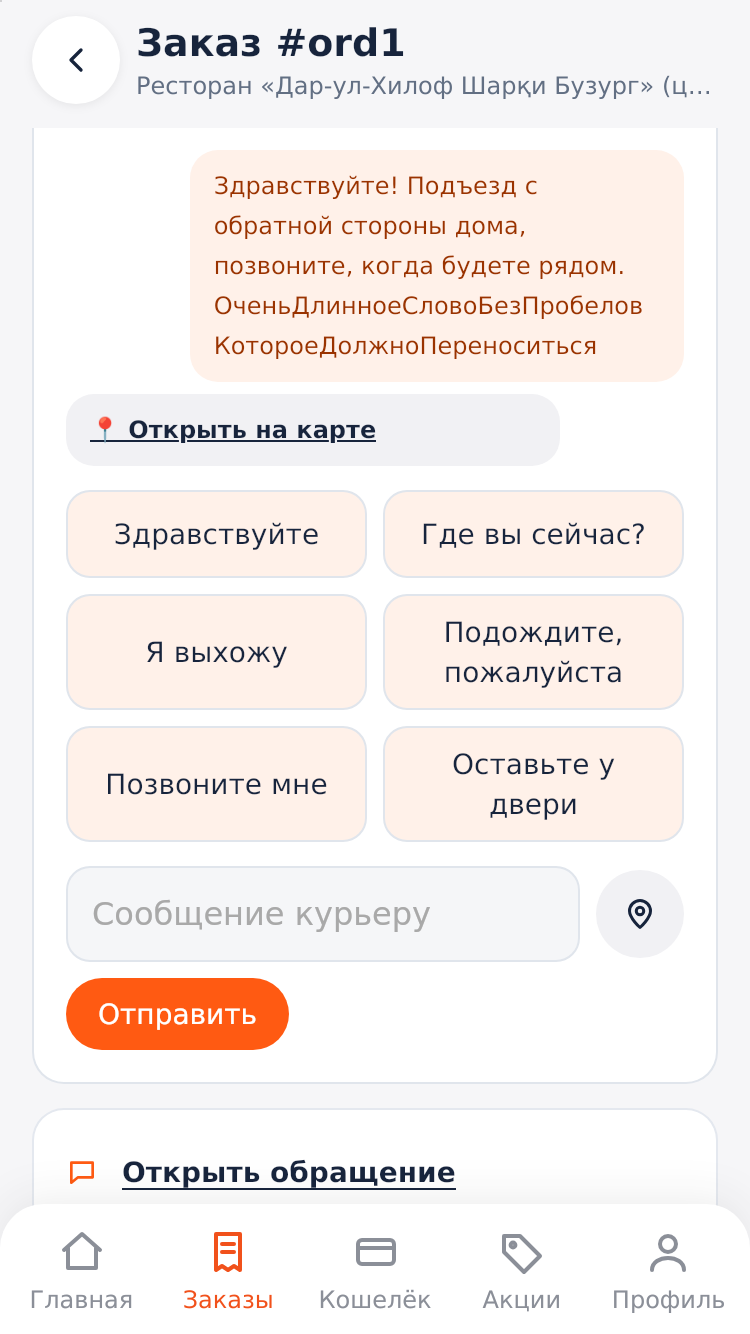 Заказ #ord1
Ресторан «Дар-ул-Хилоф Шарқи Бузург» (ц...
Здравствуйте! Подъезд с
обратной стороны дома,
позвоните, когда будете рядом.
ОченьДлинноеСловоБезПробелов
КотороеДолжноПереноситься
📍 Открыть на карте
Здравствуйте
Где вы сейчас?
Я выхожу
Подождите,
пожалуйста
Позвоните мне
Оставьте у
двери
Сообщение курьеру
Отправить
Открыть обращение
Главная
Заказы
Кошелёк
Акции
Профиль